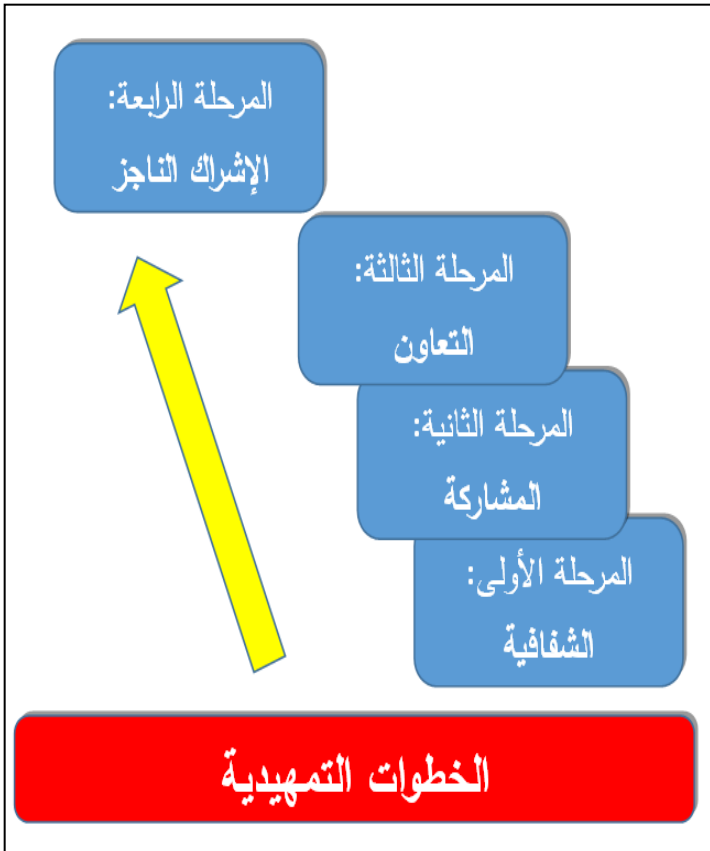 المرحلة الرابعة:
الإشراك الناجز
المرحلة الثالثة:
التعاون
المرحلة الثانية:
المشاركة
المرحلة الأولى:
الشفافية
الخطوات التمهيدية